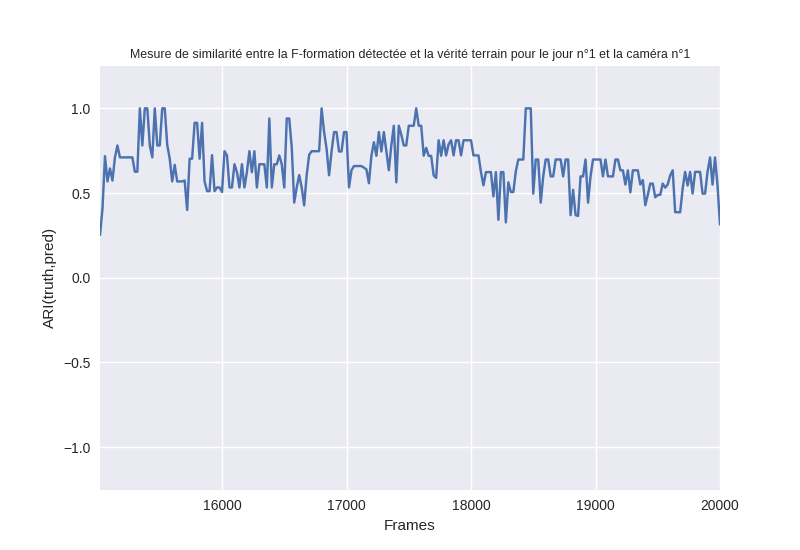 Mesure de similarité entre la F-formation détectée et la vérité terrain pour le jour n°1 et la caméra n°1
1.0
0.5
0.0
−0.5
−1.0
ARI(truth,pred)
16000 17000 18000 19000 20000
Frames